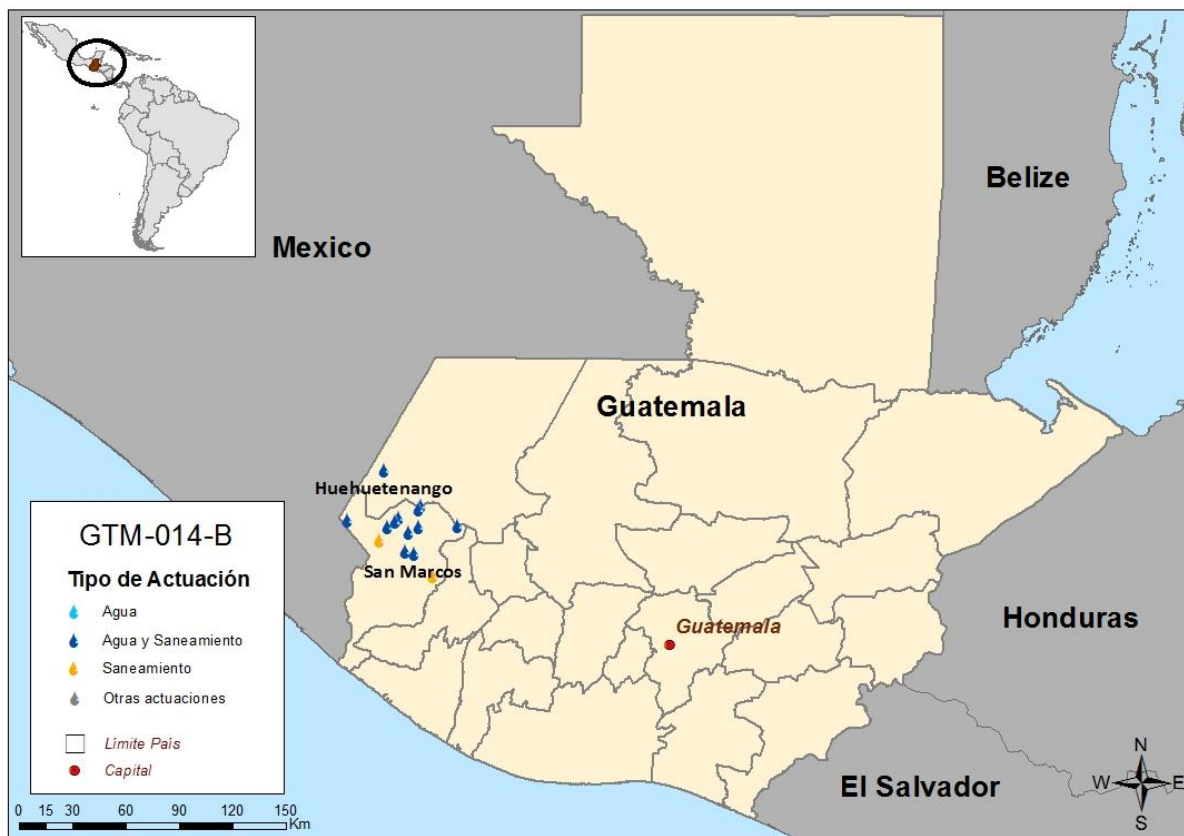 Belize
Mexico
Guatemala
Huehuetenango
San Marcos
Guatemala
Honduras
El Salvador
GTM-014-B
Tipo de Actuación
Agua
Agua y Saneamiento
Saneamiento
Otras actuaciones
Límite País
Capital
0 15 30 60 90 120 150
Km
N
W E
S